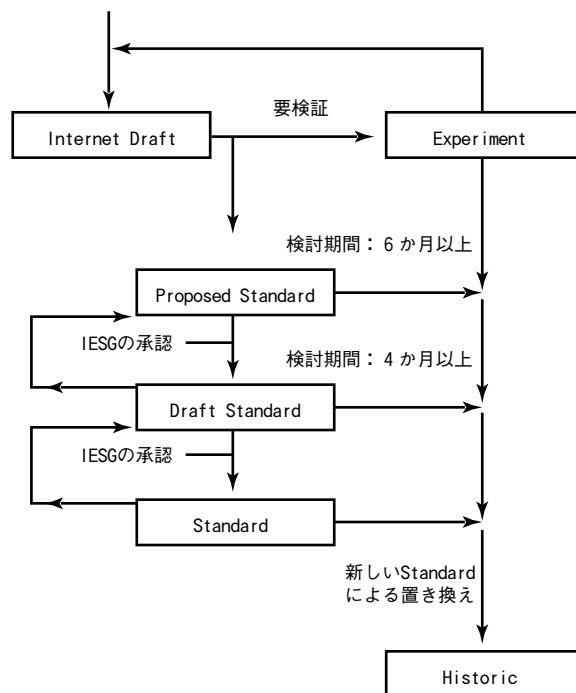 要検証
Internet Draft
Experiment
検討期間：６か月以上
Proposed Standard
IESGの承認
検討期間：４か月以上
Draft Standard
IESGの承認
Standard
新しいStandard
による置き換え
Historic